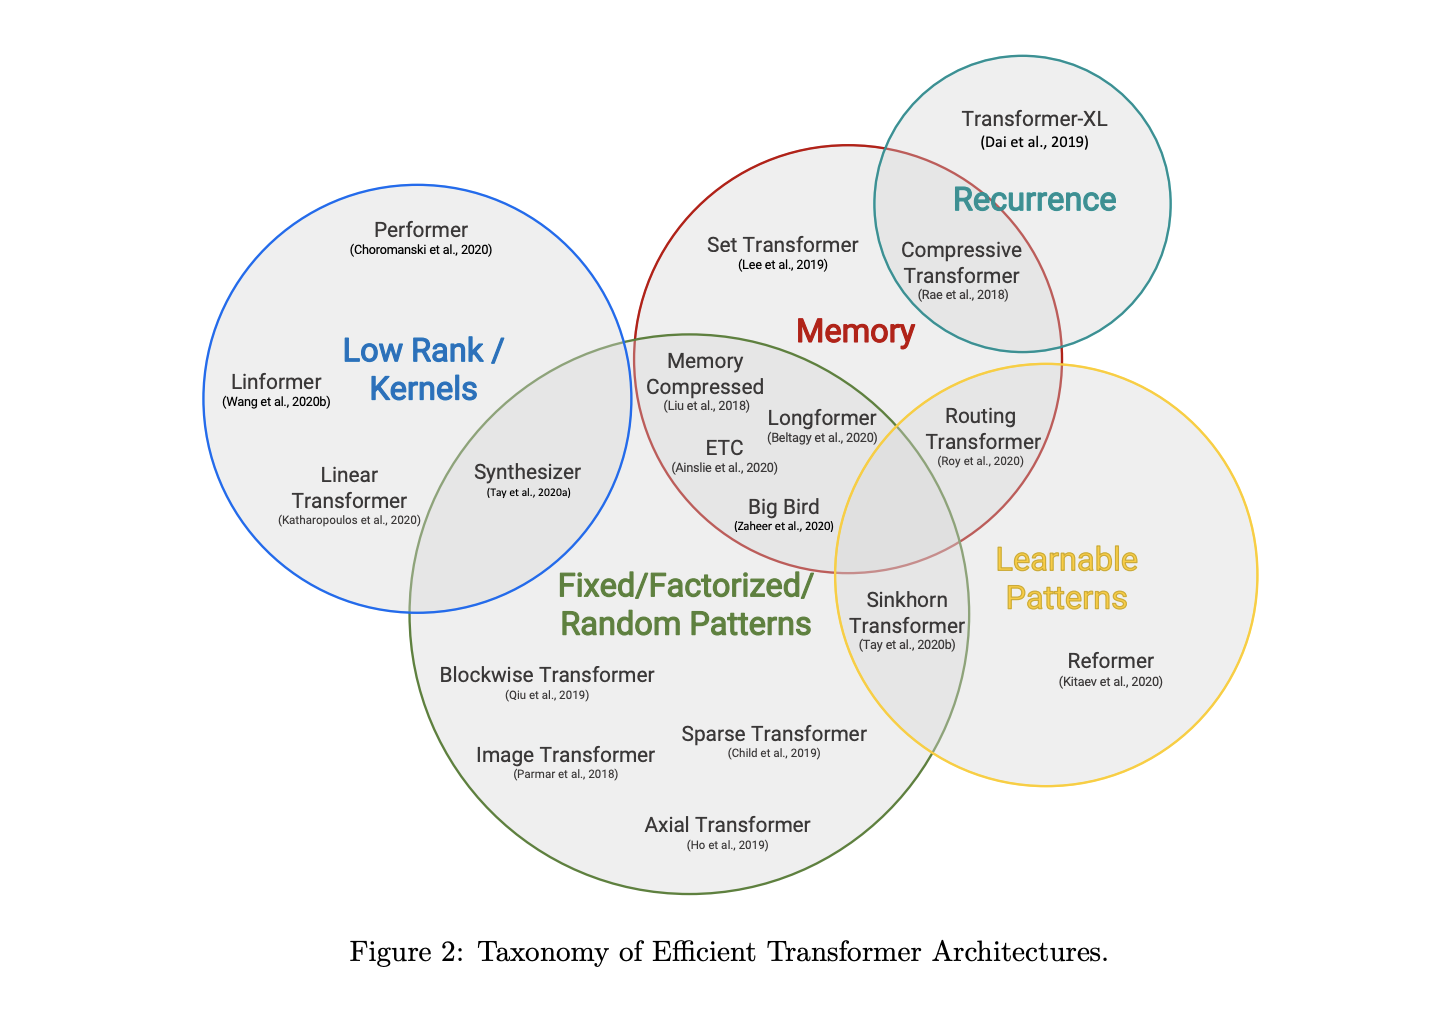 Transformer-XL
(Dai et al., 2019)
Recurrence
Performer
(Choromanski et al., 2020)
Set Transformer
(Lee et al., 2019)
Compressive
Transformer
(Rae et al., 2018)
Memory
Low Rank /
Kernels
Linformer
(Wang et al., 2020b)
Memory
Compressed
(Liu et al., 2018)
Longformer
(Beltagy et al., 2020)
Routing
Transformer
(Roy et al., 2020)
ETC
(Ainslie et al., 2020)
Linear
Transformer
(Katharopoulos et al., 2020)
Synthesizer
(Tay et al., 2020a)
Big Bird
(Zaheer et al., 2020)
Learnable
Patterns
Fixed/Factorized/
Random Patterns
Sinkhorn
Transformer
(Tay et al., 2020b)
Reformer
(Kitaev et al., 2020)
Blockwise Transformer
(Qiu et al., 2019)
Sparse Transformer
(Child et al., 2019)
Image Transformer
(Parmar et al., 2018)
Axial Transformer
(Ho et al., 2019)
Figure 2: Taxonomy of Efficient Transformer Architectures.